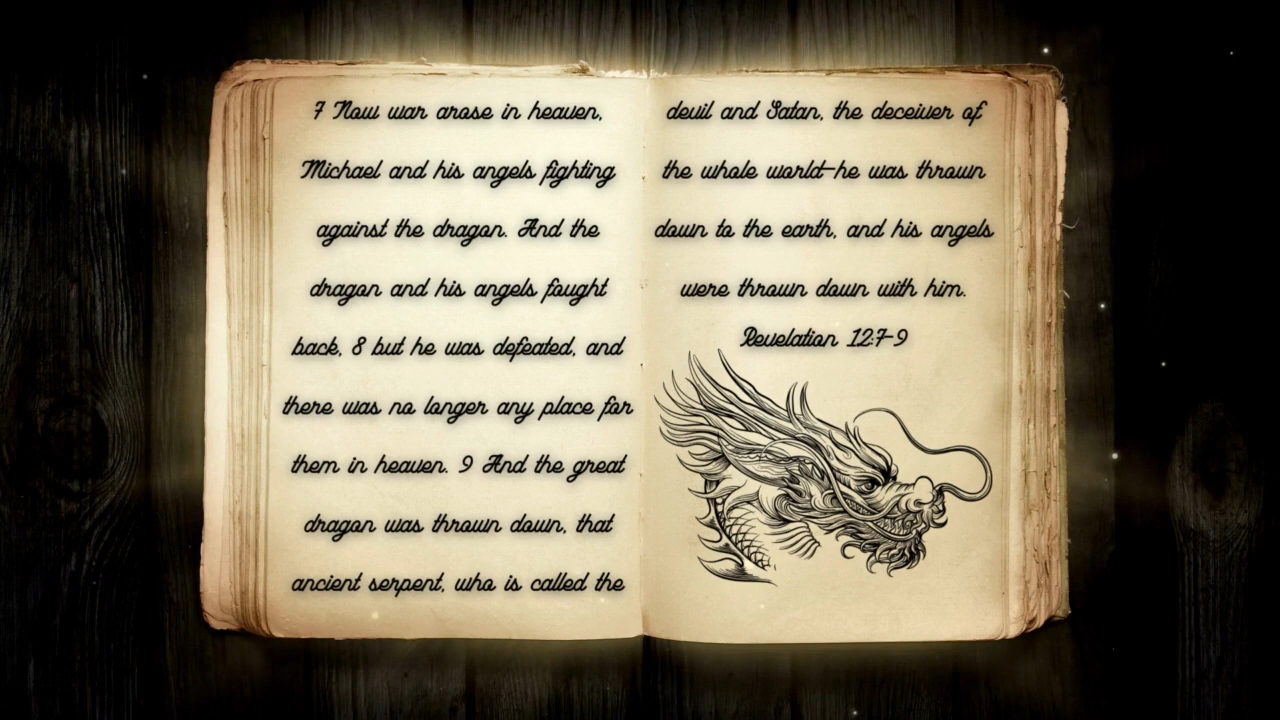 7 Now war arose in heaven,
Michael and his angels fighting
against the dragon. And the
dragon and his angels fought
back, 8 but he was defeated, and
there was no longer any place for
them in heaven. 9 And the great
dragon was thrown down, that
ancient serpent, who is called the
devil and Satan, the deceiver of
the whole world—he was thrown
down to the earth, and his angels
were thrown down with him.
Revelation 12:7-9